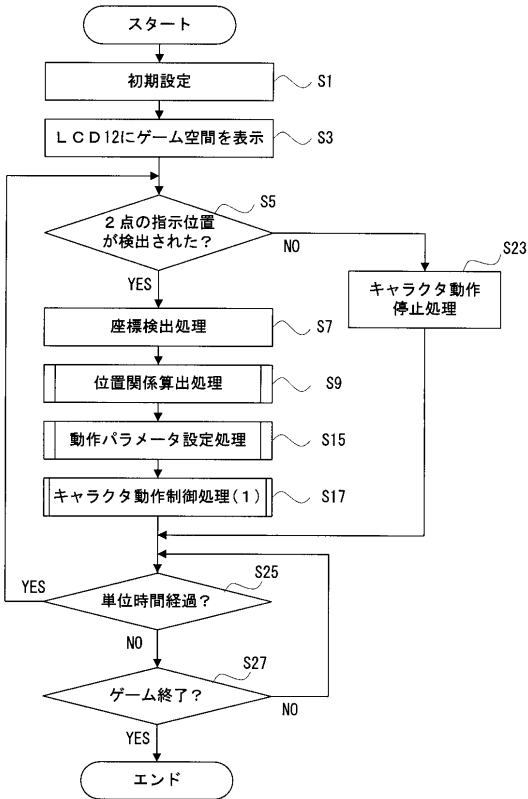 スタート
初期設定
S1
LCD12にゲーム空間を表示
S3
2点の指示位置
が検出された?
S5
NO
YES
キャラクタ動作
停止処理
S23
座標検出処理
S7
位置関係算出処理
S9
動作パラメータ設定処理
S15
キャラクタ動作制御処理(1)
S17
単位時間経過?
S25
YES
NO
ゲーム終了?
S27
NO
YES
エンド